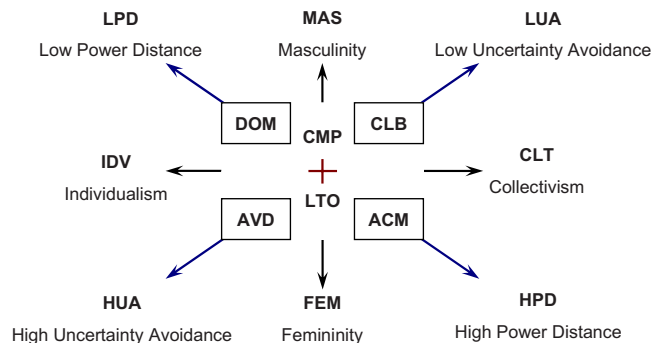 LPD
MAS
LUA
Low Power Distance
Masculinity
Low Uncertainty Avoidance
DOM
CLB
CMP
IDV
CLT
Individualism
Collectivism
LTO
AVD
ACM
HUA
FEM
HPD
High Uncertainty Avoidance
Femininity
High Power Distance